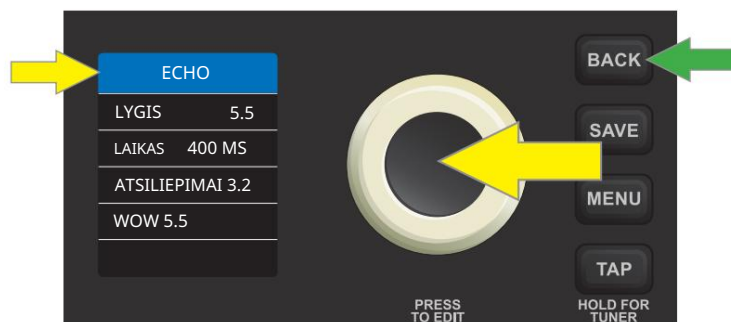 ECHO
LYGIS 5.5
LAIKAS 400 MS
ATSILIEPIMAI 3.2
WOW 5.5
BACK
SAVE
MENU
TAP
PRESS
TO EDIT
HOLD FOR
TUNER